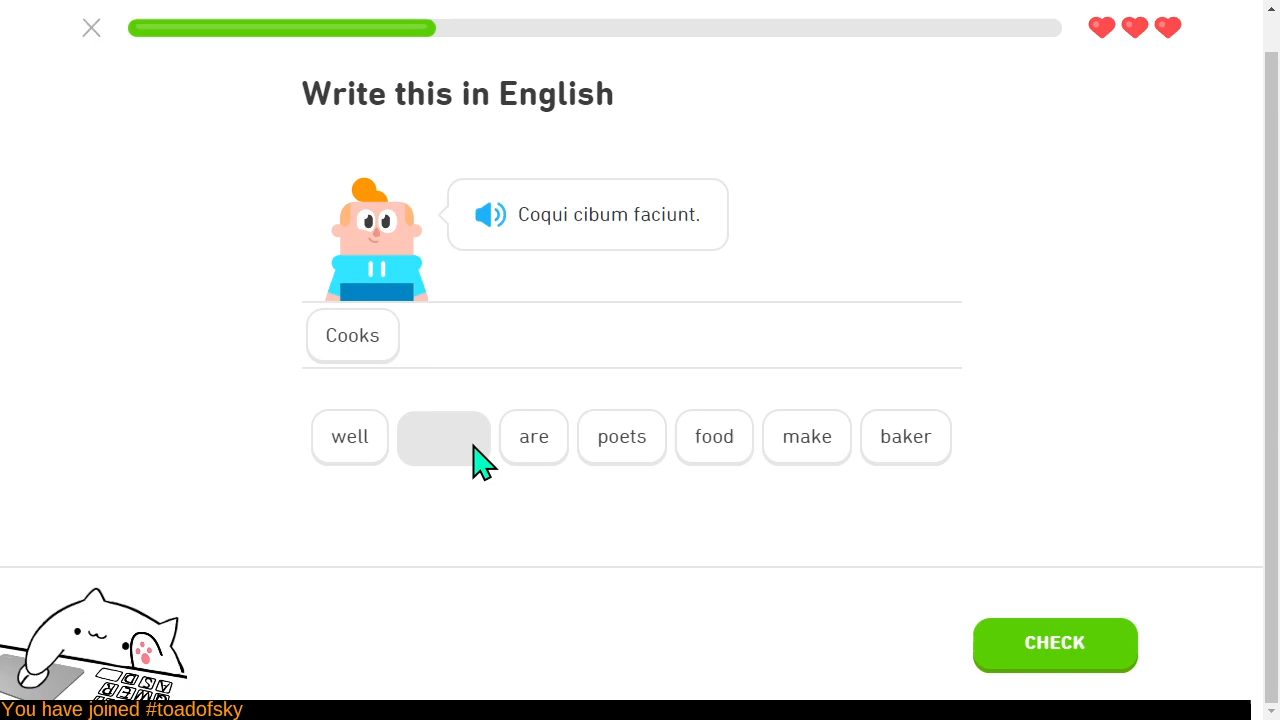 Write this in English
Coqui cibum faciunt.
Cooks
well are poets food make baker
CHECK
You have joined #toadofsky